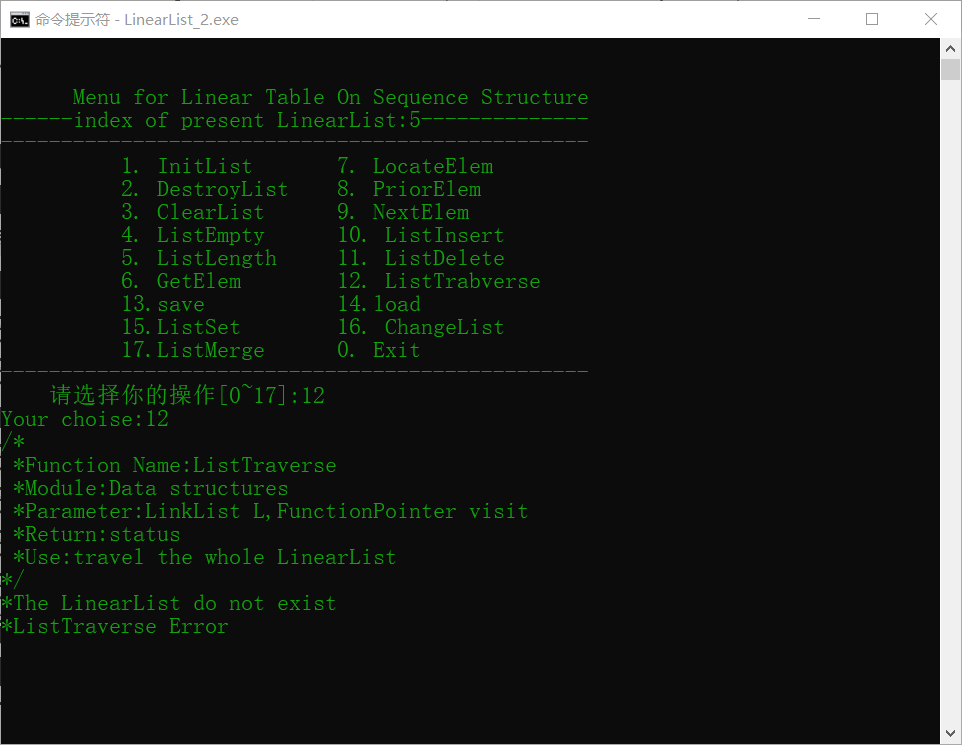 命令提示符 - LinearList_2.exe
Menu for Linear Table On Sequence Structure
------index of present LinearList:5--------------
-------------------------------------------------
1. InitList 7. LocateElem
2. DestroyList 8. PriorElem
3. ClearList 9. NextElem
4. ListEmpty 10. ListInsert
5. ListLength 11. ListDelete
6. GetElem 12. ListTrabverse
13.save 14.load
15.ListSet 16. ChangeList
17.ListMerge 0. Exit
-------------------------------------------------
请选择你的操作[0~17]:12
Your choise:12
/*
*Function Name:ListTraverse
*Module:Data structures
*Parameter:LinkList L,FunctionPointer visit
*Return:status
*Use:travel the whole LinearList
*/
*The LinearList do not exist
*ListTraverse Error